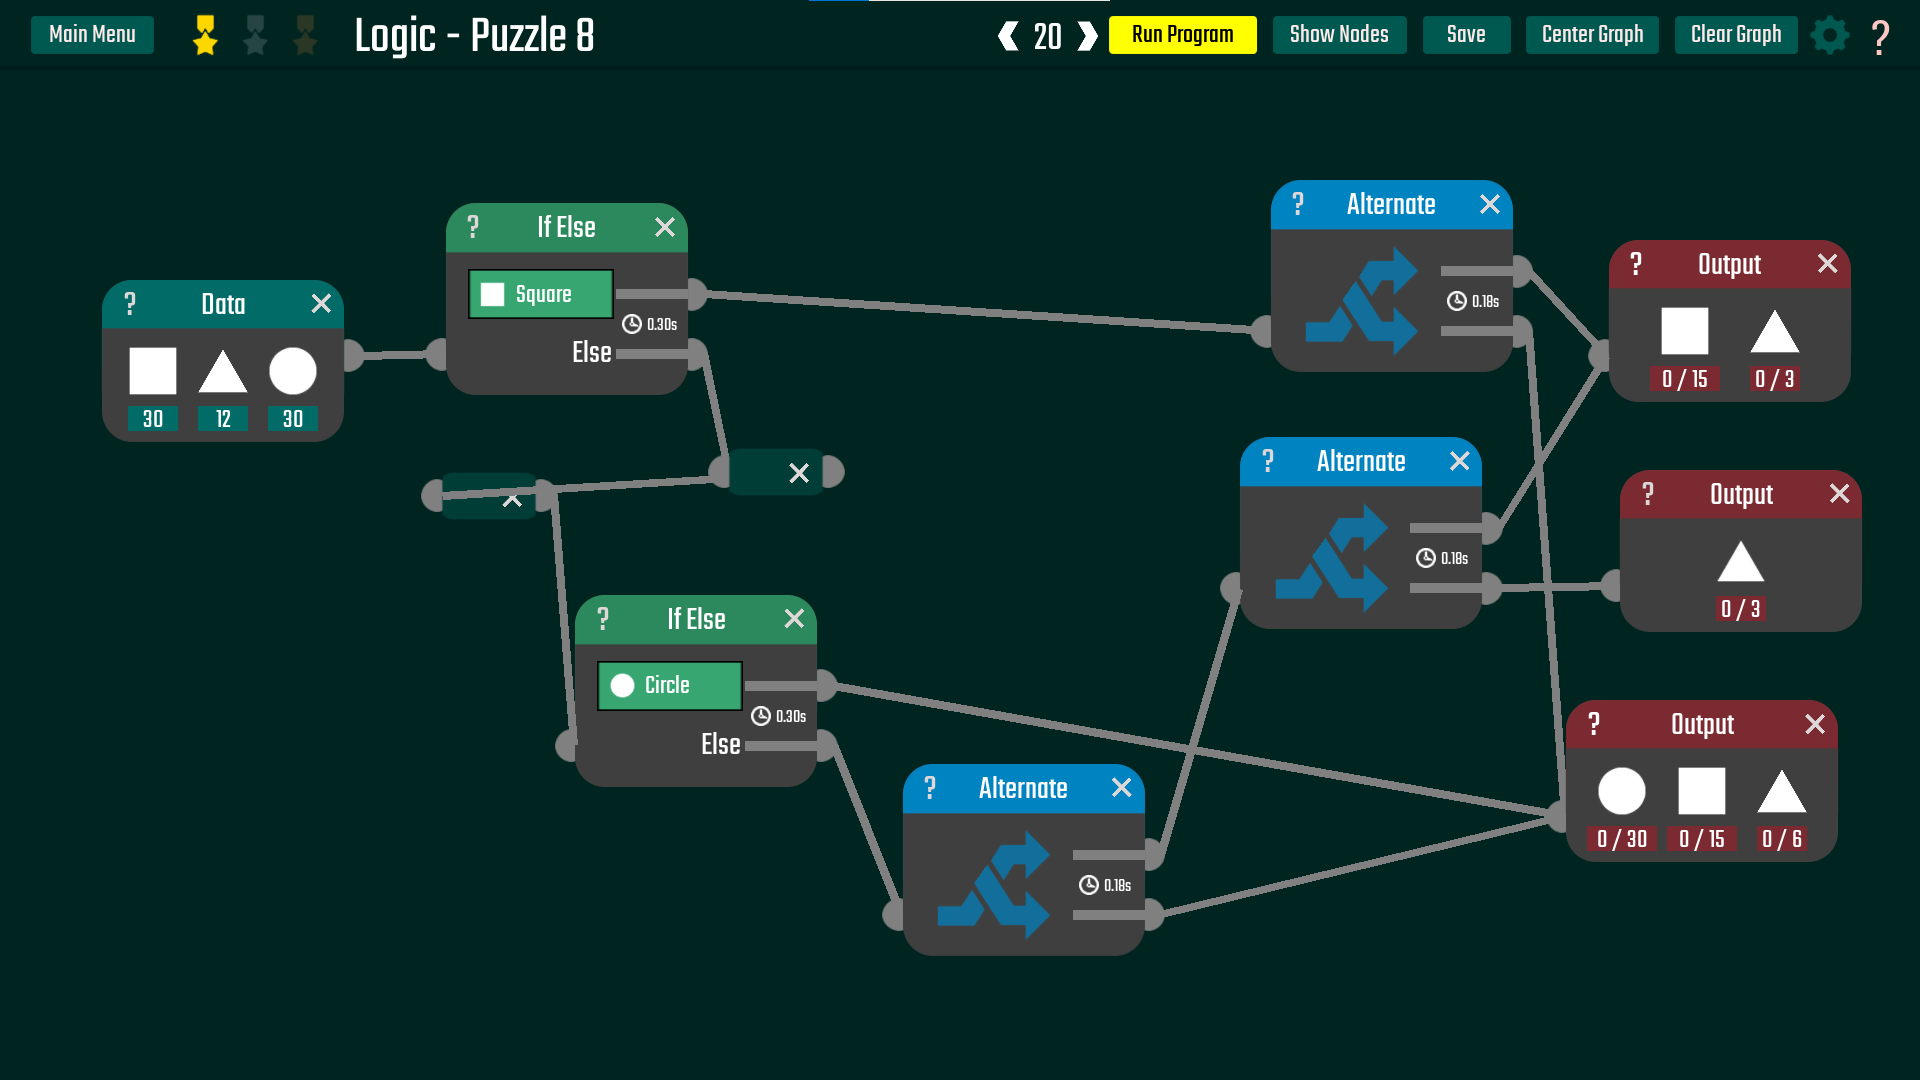 Main Menu
Logic - Puzzle 8
20
Run Program
Show Nodes
Save
Center Graph
Clear Graph
?
? Alternate
0.18s
? If Else
Square
0.30s
Else
? Output
0 / 15 0 / 3
? Data
30 12 30
? Alternate
0.18s
? Output
0 / 3
? If Else
Circle
0.30s
Else
? Output
0 / 30 0 / 15 0 / 6
? Alternate
0.18s